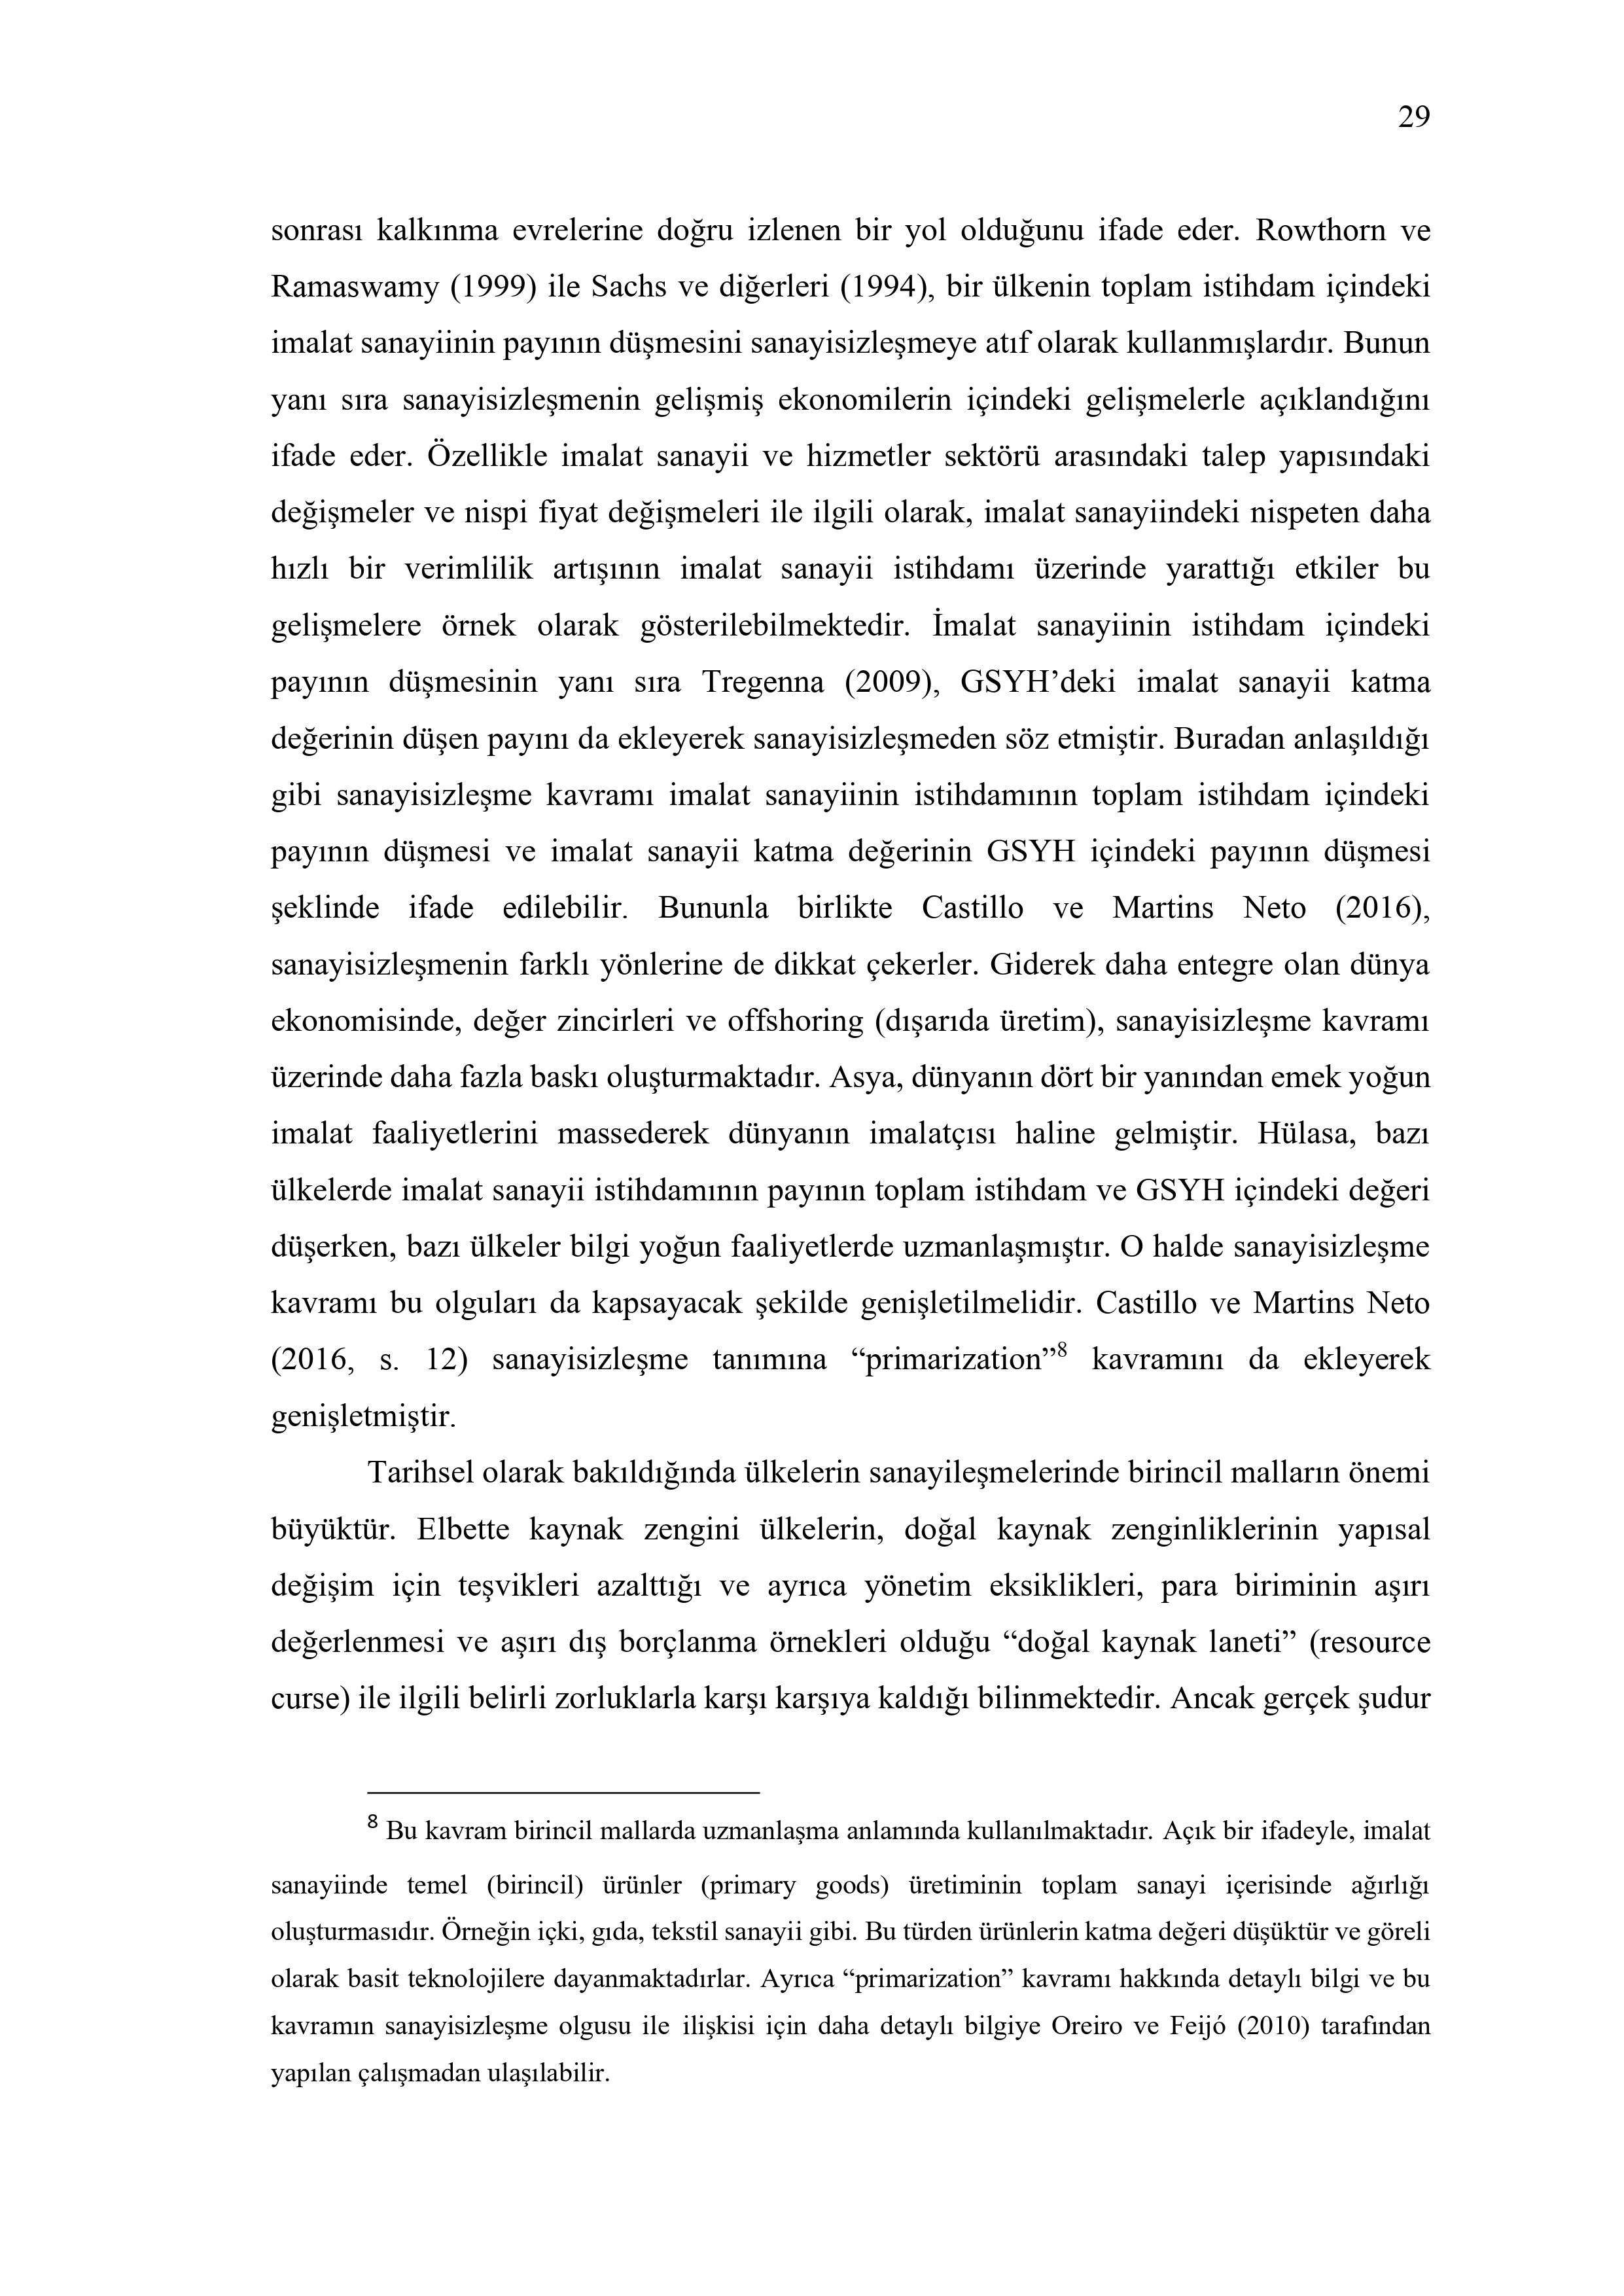 29
sonrası kalkınma evrelerine doğru izlenen bir yol olduğunu ifade eder. Rowthorn ve
Ramaswamy (1999) ile Sachs ve diğerleri (1994), bir ülkenin toplam istihdam içindeki
imalat sanayiinin payının düşmesini sanayisizleşmeye atıf olarak kullanmışlardır. Bunun
yanı sıra sanayisizleşmenin gelişmiş ekonomilerin içindeki gelişmelerle açıklandığını
ifade eder. Özellikle imalat sanayii ve hizmetler sektörü arasındaki talep yapısındaki
değişmeler ve nispi fiyat değişmeleri ile ilgili olarak, imalat sanayiindeki nispeten daha
hızlı bir verimlilik artışının imalat sanayii istihdamı üzerinde yarattığı etkiler bu
gelişmelere örnek olarak gösterilebilmektedir. İmalat sanayiinin istihdam içindeki
payının düşmesinin yanı sıra Tregenna (2009), GSYH’deki imalat sanayii katma
değerinin düşen payını da ekleyerek sanayisizleşmeden söz etmiştir. Buradan anlaşıldığı
gibi sanayisizleşme kavramı imalat sanayiinin istihdamının toplam istihdam içindeki
payının düşmesi ve imalat sanayii katma değerinin GSYH içindeki payının düşmesi
şeklinde ifade edilebilir. Bununla birlikte Castillo ve Martins Neto (2016),
sanayisizleşmenin farklı yönlerine de dikkat çekerler. Giderek daha entegre olan dünya
ekonomisinde, değer zincirleri ve offshoring (dışarıda üretim), sanayisizleşme kavramı
üzerinde daha fazla baskı oluşturmaktadır. Asya, dünyanın dört bir yanından emek yoğun
imalat faaliyetlerini massederek dünyanın imalatçısı haline gelmiştir. Hülasa, bazı
ülkelerde imalat sanayii istihdamının payının toplam istihdam ve GSYH içindeki değeri
düşerken, bazı ülkeler bilgi yoğun faaliyetlerde uzmanlaşmıştır. O halde sanayisizleşme
kavramı bu olguları da kapsayacak şekilde genişletilmelidir. Castillo ve Martins Neto
(2016, s. 12) sanayisizleşme tanımına “primarization”⁸ kavramını da ekleyerek
genişletmiştir.
Tarihsel olarak bakıldığında ülkelerin sanayileşmelerinde birincil malların önemi
büyüktür. Elbette kaynak zengini ülkelerin, doğal kaynak zenginliklerinin yapısal
değişim için teşvikleri azalttığı ve ayrıca yönetim eksiklikleri, para biriminin aşırı
değerlenmesi ve aşırı dış borçlanma örnekleri olduğu “doğal kaynak laneti” (resource
curse) ile ilgili belirli zorluklarla karşı karşıya kaldığı bilinmektedir. Ancak gerçek şudur
⁸ Bu kavram birincil mallarda uzmanlaşma anlamında kullanılmaktadır. Açık bir ifadeyle, imalat
sanayiinde temel (birincil) ürünler (primary goods) üretiminin toplam sanayi içerisinde ağırlığı
oluşturmasıdır. Örneğin içki, gıda, tekstil sanayii gibi. Bu türden ürünlerin katma değeri düşüktür ve göreli
olarak basit teknolojilere dayanmaktadırlar. Ayrıca “primarization” kavramı hakkında detaylı bilgi ve bu
kavramın sanayisizleşme olgusu ile ilişkisi için daha detaylı bilgiye Oreiro ve Feijó (2010) tarafından
yapılan çalışmadan ulaşılabilir.